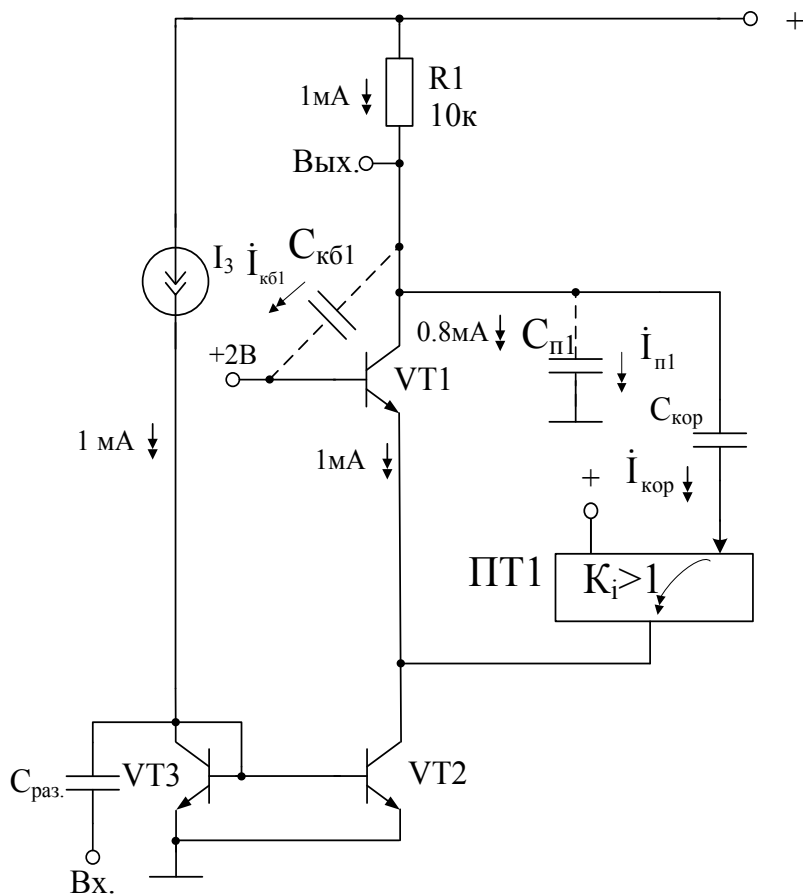 +
R1
1мА
10к
Вых.
I3
İкб1
Cкб1
+2В
VT1
0.8мА
Cп1
İп1
Cкор
1 мА
1мА
İкор
+
ПТ1
Кi>1
Cраз.
VT3
VT2
Вх.